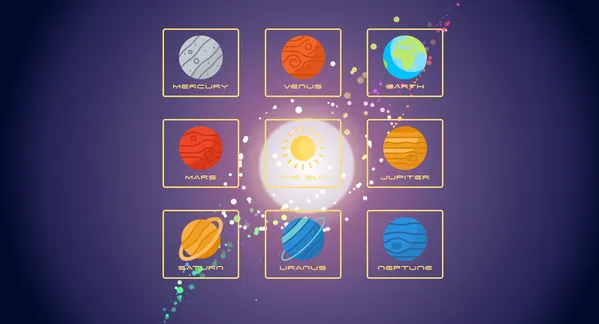 MERCURY
VENUS
EARTH
MARS
THE SUN
JUPITER
SATURN
URANUS
NEPTUNE